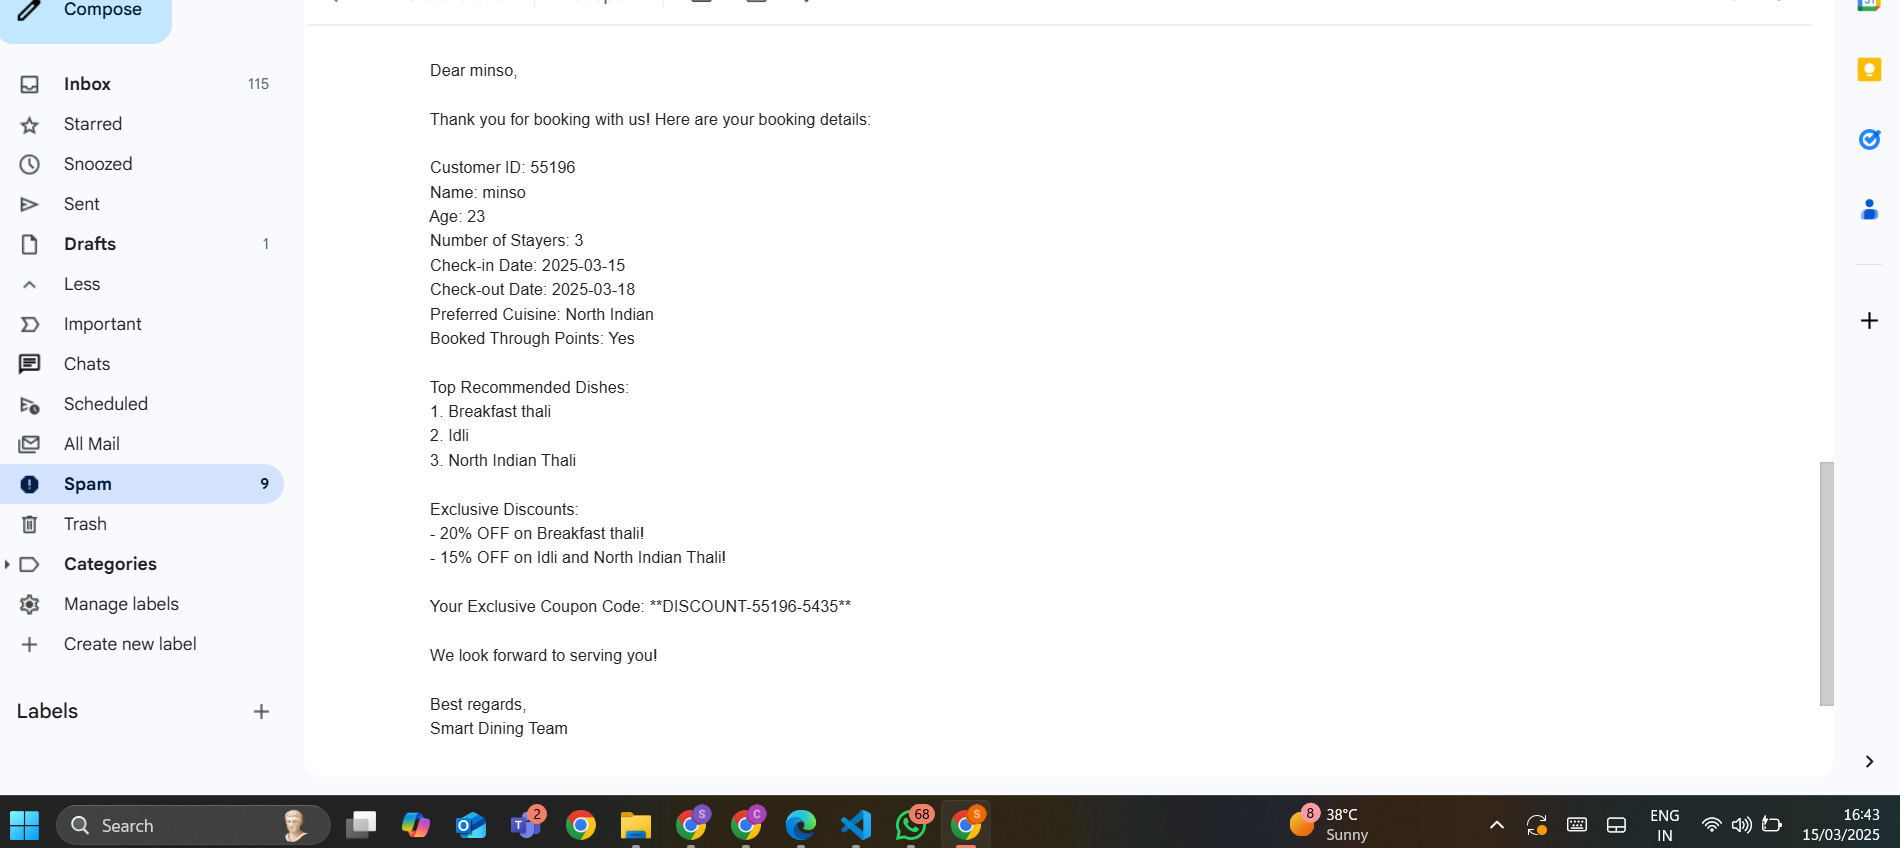 Compose
Inbox 115
Starred
Snoozed
Sent
Drafts 1
Less
Important
Chats
Scheduled
All Mail
Spam 9
Trash
Categories
Manage labels
Create new label
Labels
Dear minso,
Thank you for booking with us! Here are your booking details:
Customer ID: 55196
Name: minso
Age: 23
Number of Stayers: 3
Check-in Date: 2025-03-15
Check-out Date: 2025-03-18
Preferred Cuisine: North Indian
Booked Through Points: Yes
Top Recommended Dishes:
1. Breakfast thali
2. Idli
3. North Indian Thali
Exclusive Discounts:
- 20% OFF on Breakfast thali!
- 15% OFF on Idli and North Indian Thali!
Your Exclusive Coupon Code: **DISCOUNT-55196-5435**
We look forward to serving you!
Best regards,
Smart Dining Team
Search
2
S
C
68
S
8
38°C
Sunny
ENG
IN
16:43
15/03/2025